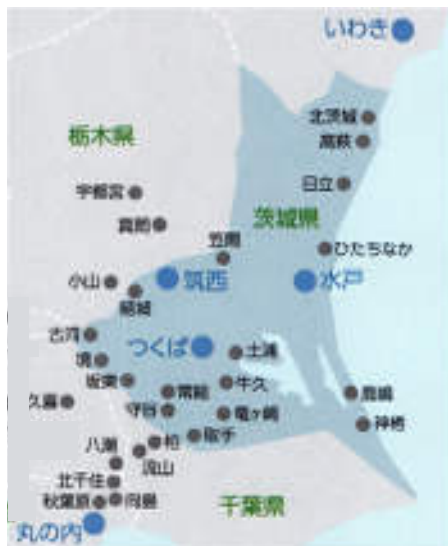 いわき
北茨城
高萩
栃木県
日立
宇都宮
茨城県
真岡
笠間
ひたちなか
小山
筑西
水戸
結城
古河
つくば
土浦
境
坂東
牛久
常総
鹿嶋
久喜
守谷
竜ヶ崎
神栖
取手
柏
八潮
流山
北千住
秋葉原
千葉県
丸の内